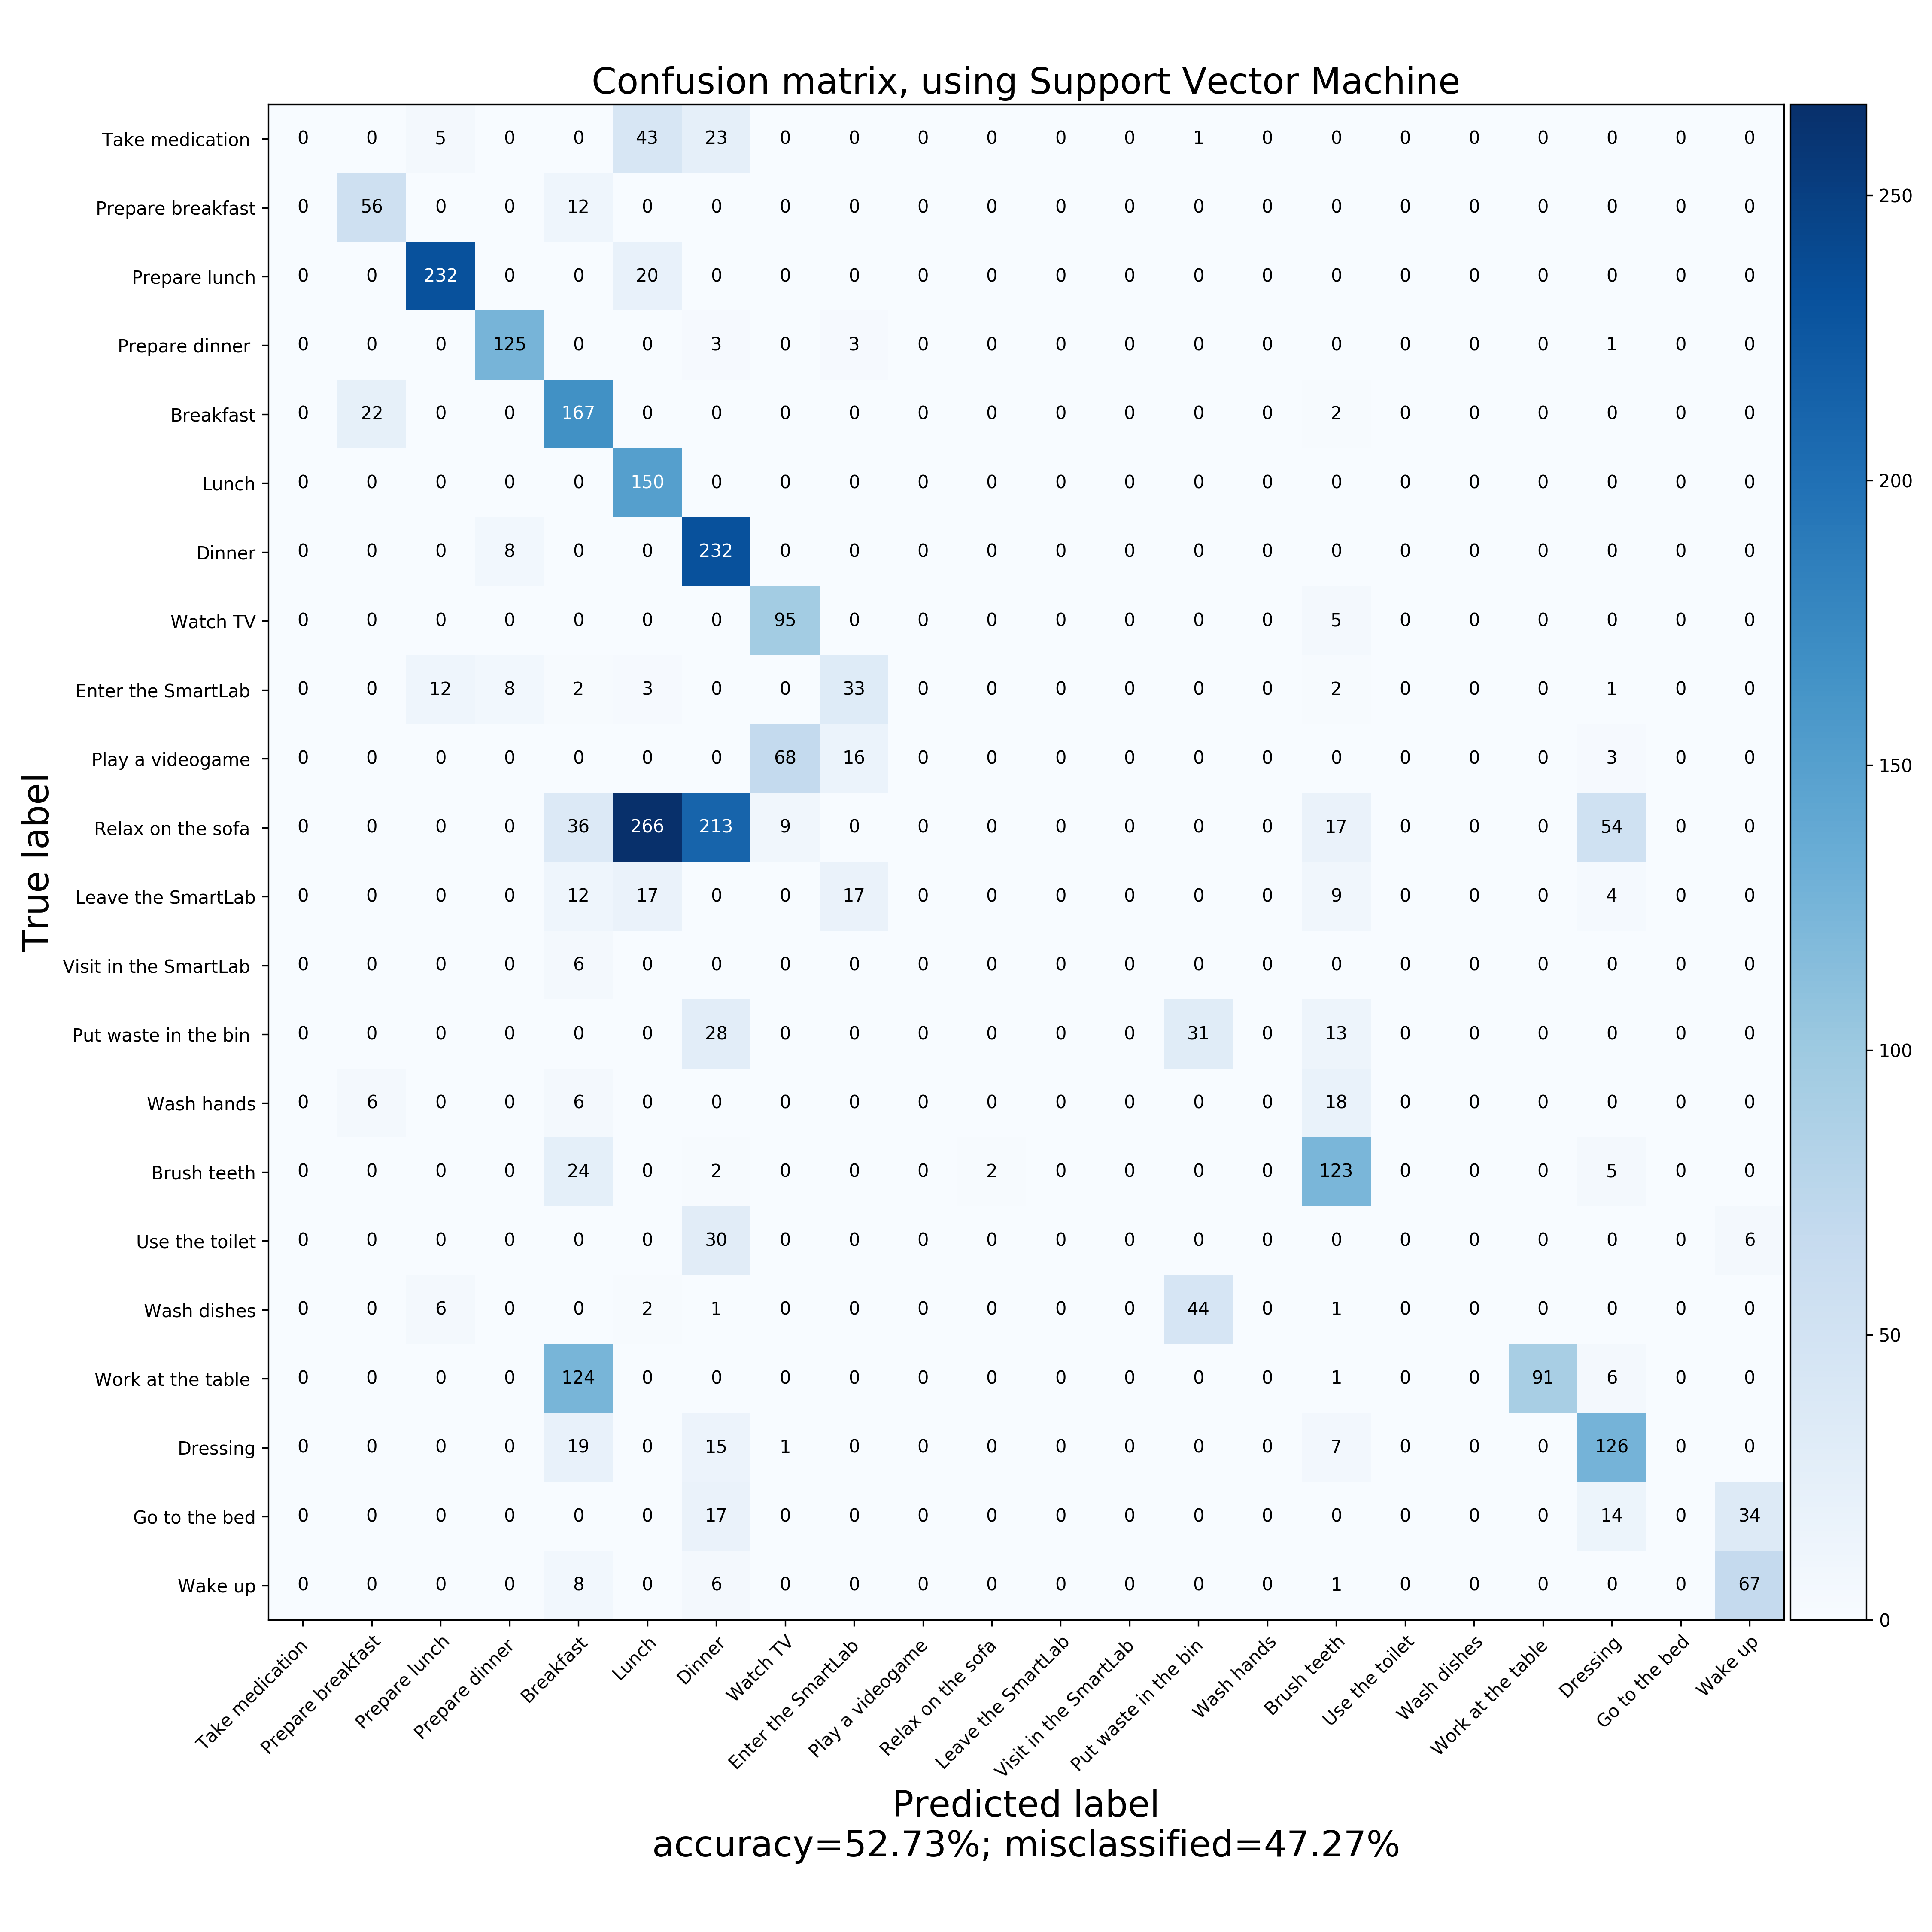 Confusion matrix, using Support Vector Machine
Take medication 0 0 5 0 0 43 23 0 0 0 0 0 0 1 0 0 0 0 0 0 0 0
Prepare breakfast 0 56 0 0 12 0 0 0 0 0 0 0 0 0 0 0 0 0 0 0 0 0
250
Prepare lunch 0 0 232 0 0 20 0 0 0 0 0 0 0 0 0 0 0 0 0 0 0 0
Prepare dinner 0 0 0 125 0 0 3 0 3 0 0 0 0 0 0 0 0 0 0 1 0 0
Breakfast 0 22 0 0 167 0 0 0 0 0 0 0 0 0 0 2 0 0 0 0 0 0
Lunch 0 0 0 0 0 150 0 0 0 0 0 0 0 0 0 0 0 0 0 0 0 0
200
Dinner 0 0 0 8 0 0 232 0 0 0 0 0 0 0 0 0 0 0 0 0 0 0
Watch TV 0 0 0 0 0 0 0 95 0 0 0 0 0 0 0 5 0 0 0 0 0 0
Enter the SmartLab 0 0 12 8 2 3 0 0 33 0 0 0 0 0 0 2 0 0 0 1 0 0
Play a videogame 0 0 0 0 0 0 0 68 16 0 0 0 0 0 0 0 0 0 0 3 0 0
150
Relax on the sofa 0 0 0 0 36 266 213 9 0 0 0 0 0 0 0 17 0 0 0 54 0 0
Leave the SmartLab 0 0 0 0 12 17 0 0 17 0 0 0 0 0 0 9 0 0 0 4 0 0
Visit in the SmartLab 0 0 0 0 6 0 0 0 0 0 0 0 0 0 0 0 0 0 0 0 0 0
Put waste in the bin 0 0 0 0 0 0 28 0 0 0 0 0 0 31 0 13 0 0 0 0 0 0
100
Wash hands 0 6 0 0 6 0 0 0 0 0 0 0 0 0 0 18 0 0 0 0 0 0
Brush teeth 0 0 0 0 24 0 2 0 0 0 2 0 0 0 0 123 0 0 0 5 0 0
Use the toilet 0 0 0 0 0 0 30 0 0 0 0 0 0 0 0 0 0 0 0 0 0 6
Wash dishes 0 0 6 0 0 2 1 0 0 0 0 0 0 44 0 1 0 0 0 0 0 0
50
Work at the table 0 0 0 0 124 0 0 0 0 0 0 0 0 0 0 1 0 0 91 6 0 0
Dressing 0 0 0 0 19 0 15 1 0 0 0 0 0 0 0 7 0 0 0 126 0 0
Go to the bed 0 0 0 0 0 0 17 0 0 0 0 0 0 0 0 0 0 0 0 14 0 34
Wake up 0 0 0 0 8 0 6 0 0 0 0 0 0 0 0 1 0 0 0 0 0 67
0
True label
Take medication
Prepare breakfast
Prepare lunch
Prepare dinner
Breakfast
Lunch
Dinner
Watch TV
Enter the SmartLab
Play a videogame
Relax on the sofa
Leave the SmartLab
Visit in the SmartLab
Put waste in the bin
Wash hands
Brush teeth
Use the toilet
Wash dishes
Work at the table
Dressing
Go to the bed
Wake up
Predicted label
accuracy=52.73%; misclassified=47.27%